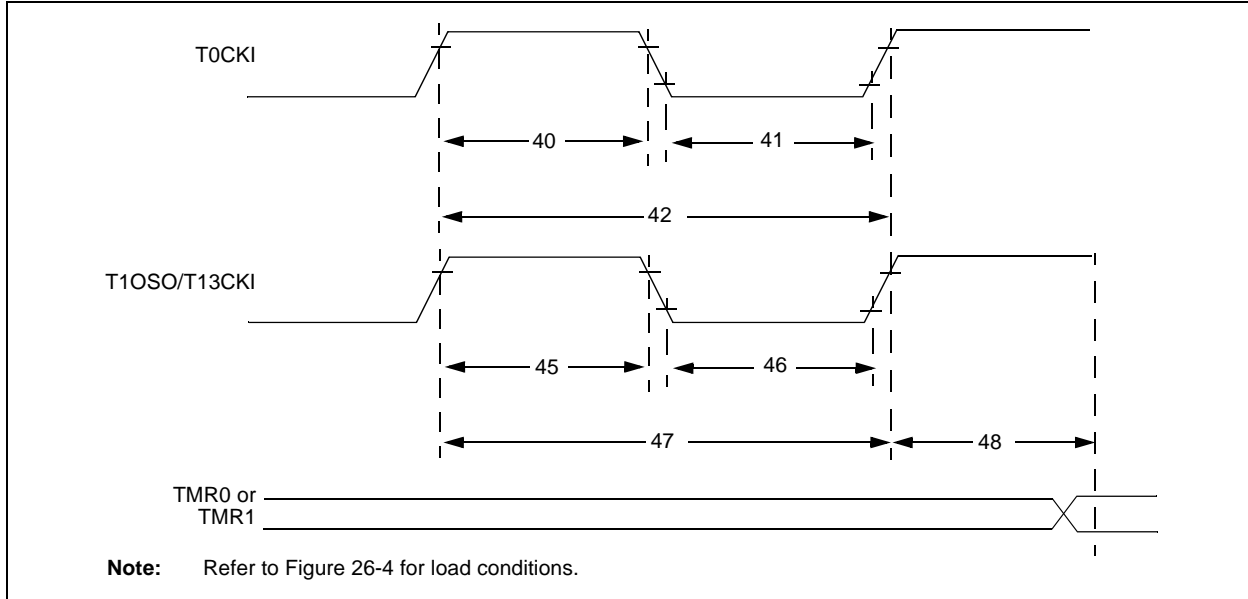 T0CKI
40
41
42
T1OSO/T13CKI
45
46
47
48
TMR0 or
TMR1
Note: Refer to Figure 26-4 for load conditions.